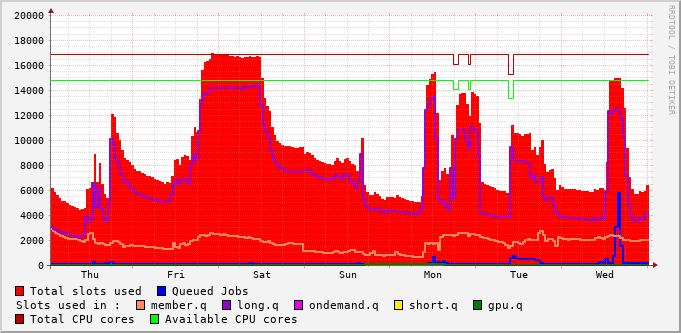 RRDTOOL / TOBI OETIKER
20000
18000
16000
14000
12000
10000
8000
6000
4000
2000
0
Thu Fri Sat Sun Mon Tue Wed
Total slots used Queued Jobs
Slots used in : member.q long.q ondemand.q short.q gpu.q
Total CPU cores Available CPU cores